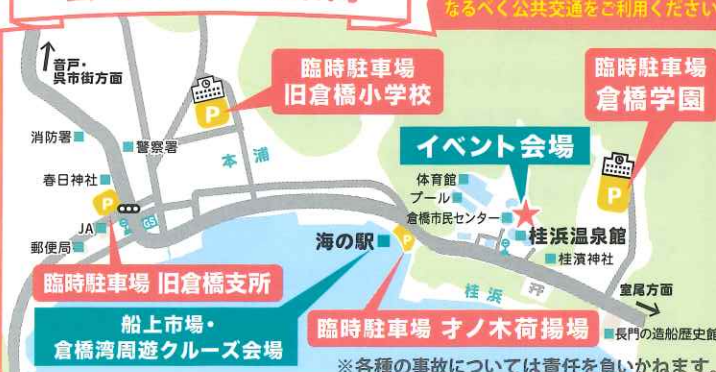 なるべく公共交通をご利用ください
音戸・
呉市街方面
臨時駐車場
旧倉橋小学校
臨時駐車場
倉橋学園
P
P
消防署
警察署
本浦
イベント会場
春日神社
体育館
プール
倉橋市民センター
P
GS
JA
郵便局
海の駅
P
桂浜温泉館
桂濱神社
臨時駐車場 旧倉橋支所
桂浜
室尾方面
船上市場・
倉橋湾周遊クルーズ会場
臨時駐車場 才ノ木荷揚場
長門の造船歴史館
※各種の事故については責任を負いかねます。